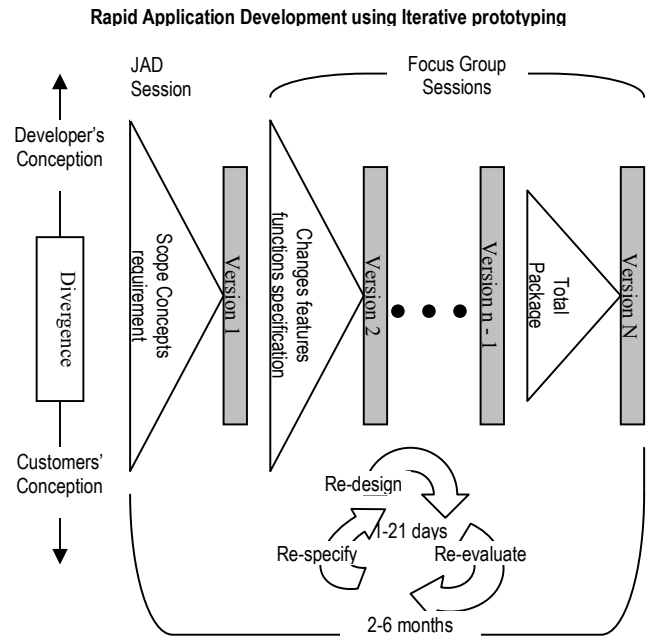 Rapid Application Development using Iterative prototyping
JAD
Session
Focus Group
Sessions
Developer's
Conception
Divergence
Customers'
Conception
Scope Concepts
requirement
Version 1
Changes features
functions specification
Version 2
Version n - 1
Total
Package
Version N
Re-design
1-21 days
Re-specify
Re-evaluate
2-6 months